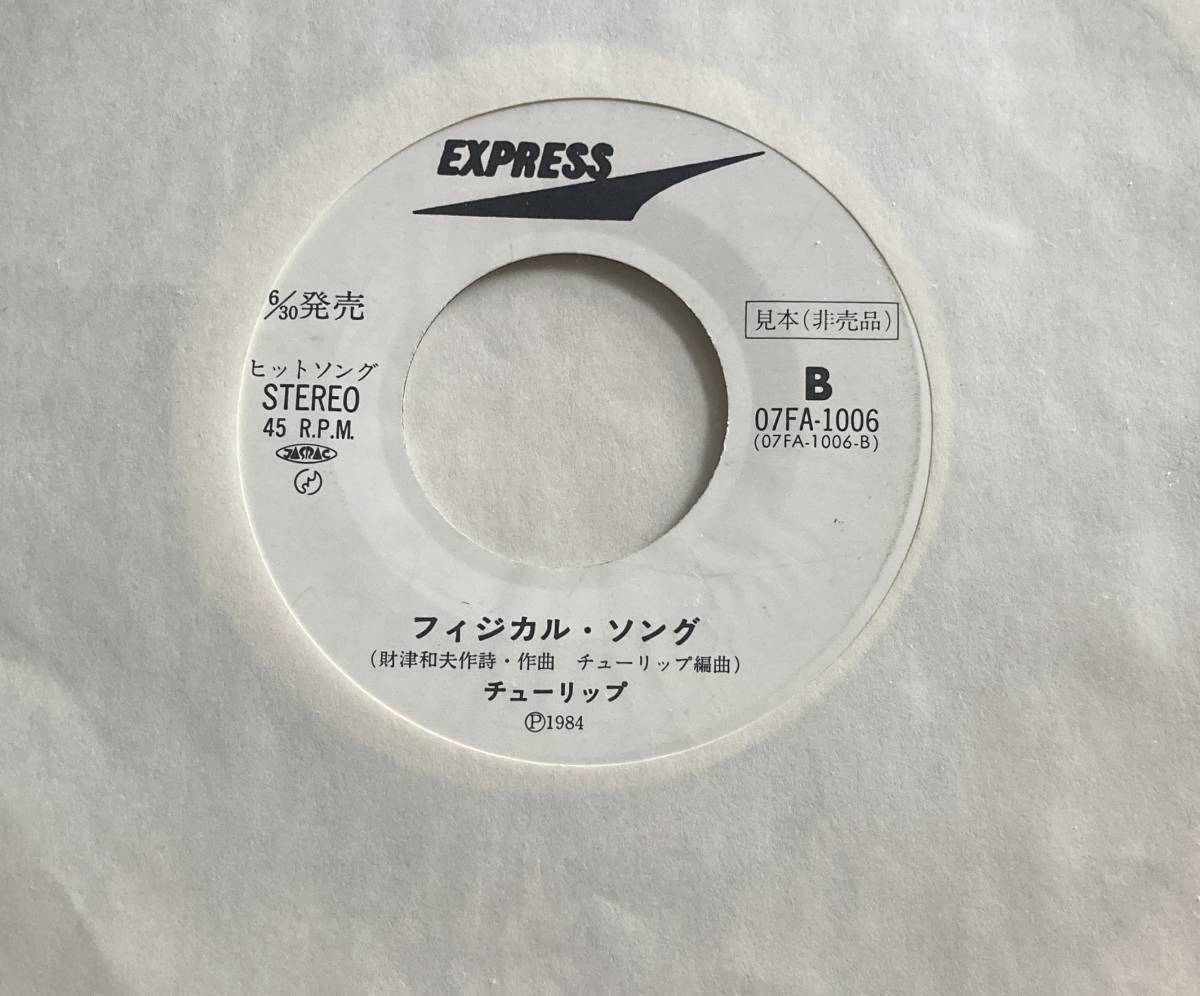 EXPRESS
6/30発売
見本(非売品)
ヒットソング
STEREO
45 R.P.M.
JASRAC
B
07FA-1006
(07FA-1006-B)
フィジカル・ソング
(財津和夫作詩・作曲 チューリップ編曲)
チューリップ
Ⓟ1984